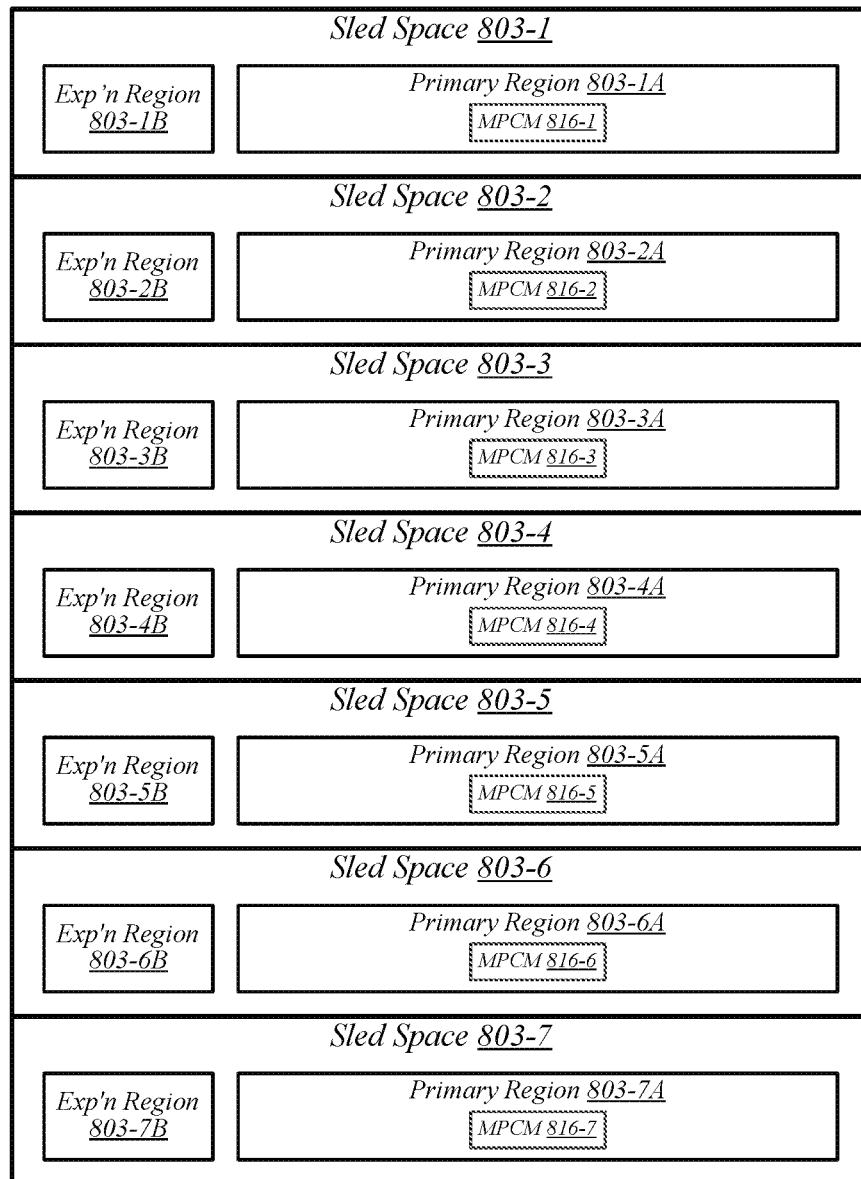 Sled Space 803-1
Exp’n Region
803-1B
Primary Region 803-1A
MPCM 816-1
Sled Space 803-2
Exp'n Region
803-2B
Primary Region 803-2A
MPCM 816-2
Sled Space 803-3
Exp'n Region
803-3B
Primary Region 803-3A
MPCM 816-3
Sled Space 803-4
Exp'n Region
803-4B
Primary Region 803-4A
MPCM 816-4
Sled Space 803-5
Exp'n Region
803-5B
Primary Region 803-5A
MPCM 816-5
Sled Space 803-6
Exp'n Region
803-6B
Primary Region 803-6A
MPCM 816-6
Sled Space 803-7
Exp'n Region
803-7B
Primary Region 803-7A
MPCM 816-7